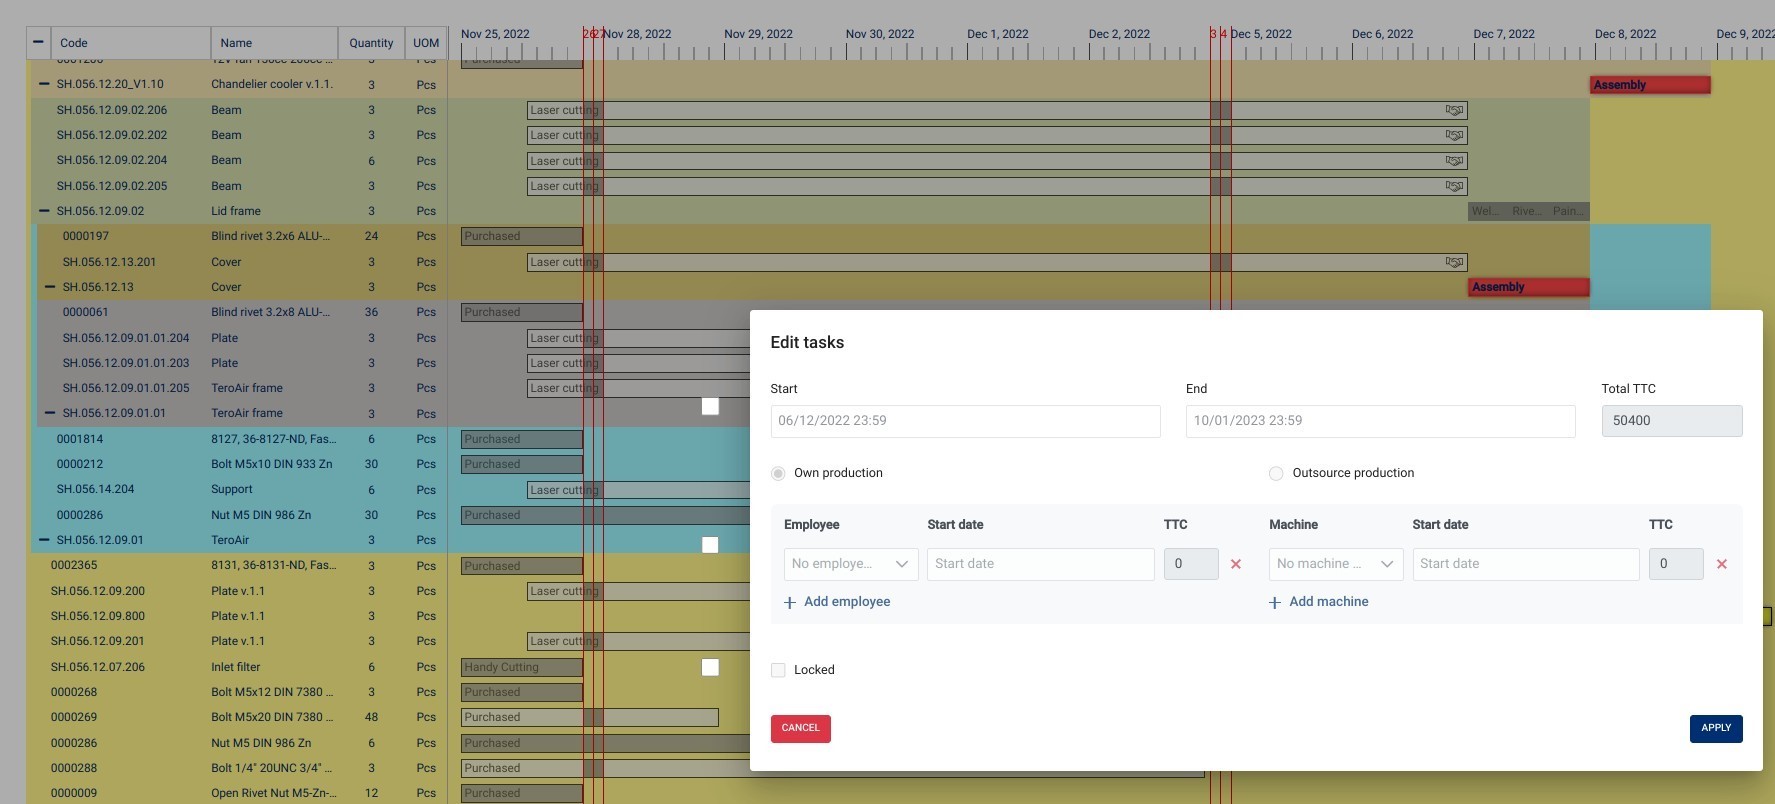 Nov 25, 2022 26 27 Nov 28, 2022 Nov 29, 2022 Nov 30, 2022 Dec 1, 2022 Dec 2, 2022 3 4 Dec 5, 2022 Dec 6, 2022 Dec 7, 2022 Dec 8, 2022 Dec 9, 2022
Code Name Quantity UOM
SH.056.12.20_V1.10 Chandelier cooler v.1.1. 3 Pcs Assembly
SH.056.12.09.02.206 Beam 3 Pcs Laser cutting
SH.056.12.09.02.202 Beam 3 Pcs Laser cutting
SH.056.12.09.02.204 Beam 6 Pcs Laser cutting
SH.056.12.09.02.205 Beam 3 Pcs Laser cutting
SH.056.12.09.02 Lid frame 3 Pcs Wel... Rive... Pain...
0000197 Blind rivet 3.2x6 ALU-... 24 Pcs Purchased
SH.056.12.13.201 Cover 3 Pcs Laser cutting
SH.056.12.13 Cover 3 Pcs Assembly
0000061 Blind rivet 3.2x8 ALU-... 36 Pcs Purchased
SH.056.12.09.01.01.204 Plate 3 Pcs Laser cutting
SH.056.12.09.01.01.203 Plate 3 Pcs Laser cutting
SH.056.12.09.01.01.205 TeroAir frame 3 Pcs Laser cutting
SH.056.12.09.01.01 TeroAir frame 3 Pcs
0001814 8127, 36-8127-ND, Fas... 6 Pcs Purchased
0000212 Bolt M5x10 DIN 933 Zn 30 Pcs Purchased
SH.056.14.204 Support 6 Pcs Laser cutting
0000286 Nut M5 DIN 986 Zn 30 Pcs Purchased
SH.056.12.09.01 TeroAir 3 Pcs
0002365 8131, 36-8131-ND, Fas... 3 Pcs Purchased
SH.056.12.09.200 Plate v.1.1 3 Pcs Laser cutting
SH.056.12.09.800 Plate v.1.1 3 Pcs
SH.056.12.09.201 Plate v.1.1 3 Pcs Laser cutting
SH.056.12.07.206 Inlet filter 6 Pcs Handy Cutting
0000268 Bolt M5x12 DIN 7380 ... 3 Pcs Purchased
0000269 Bolt M5x20 DIN 7380 ... 48 Pcs Purchased
0000286 Nut M5 DIN 986 Zn 6 Pcs Purchased
0000288 Bolt 1/4" 20UNC 3/4" ... 3 Pcs Purchased
0000009 Open Rivet Nut M5-Zn-... 12 Pcs Purchased
Edit tasks
Start End Total TTC
06/12/2022 23:59 10/01/2023 23:59 50400
Own production Outsource production
Employee Start date TTC Machine Start date TTC
No employe... Start date 0 No machine ... Start date 0
Add employee Add machine
Locked
CANCEL APPLY